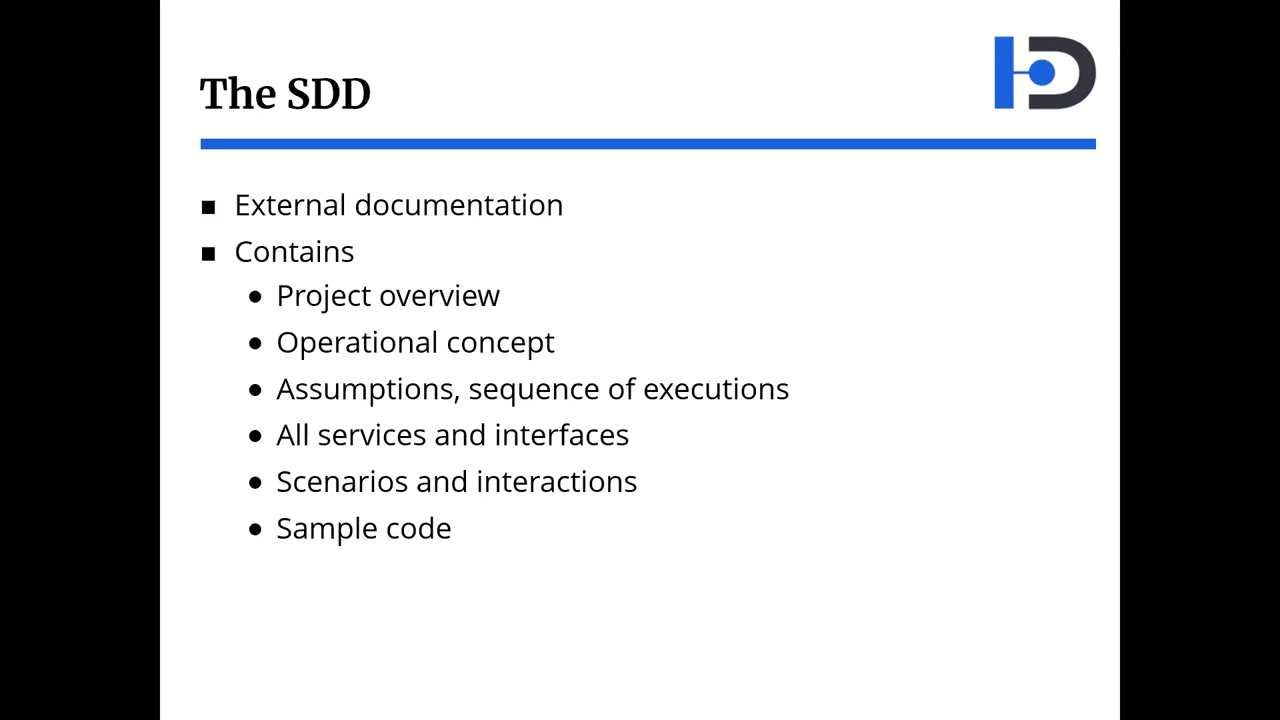 The SDD
External documentation
Contains
Project overview
Operational concept
Assumptions, sequence of executions
All services and interfaces
Scenarios and interactions
Sample code